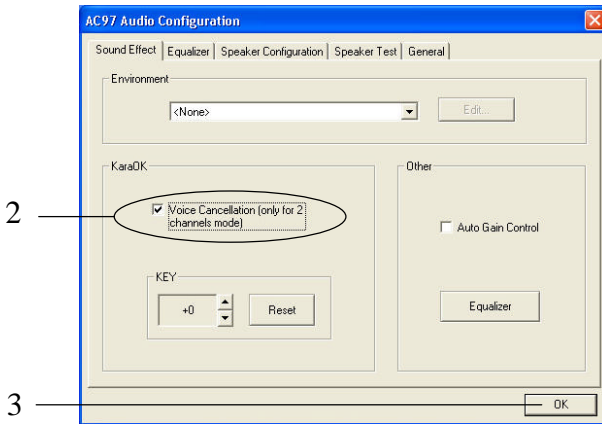 AC97 Audio Configuration
Sound Effect Equalizer Speaker Configuration Speaker Test General
Environment
<None>
Edit...
KaraOK
Other
2
Voice Cancellation (only for 2
channels mode)
Auto Gain Control
KEY
+0
Reset
Equalizer
3
OK